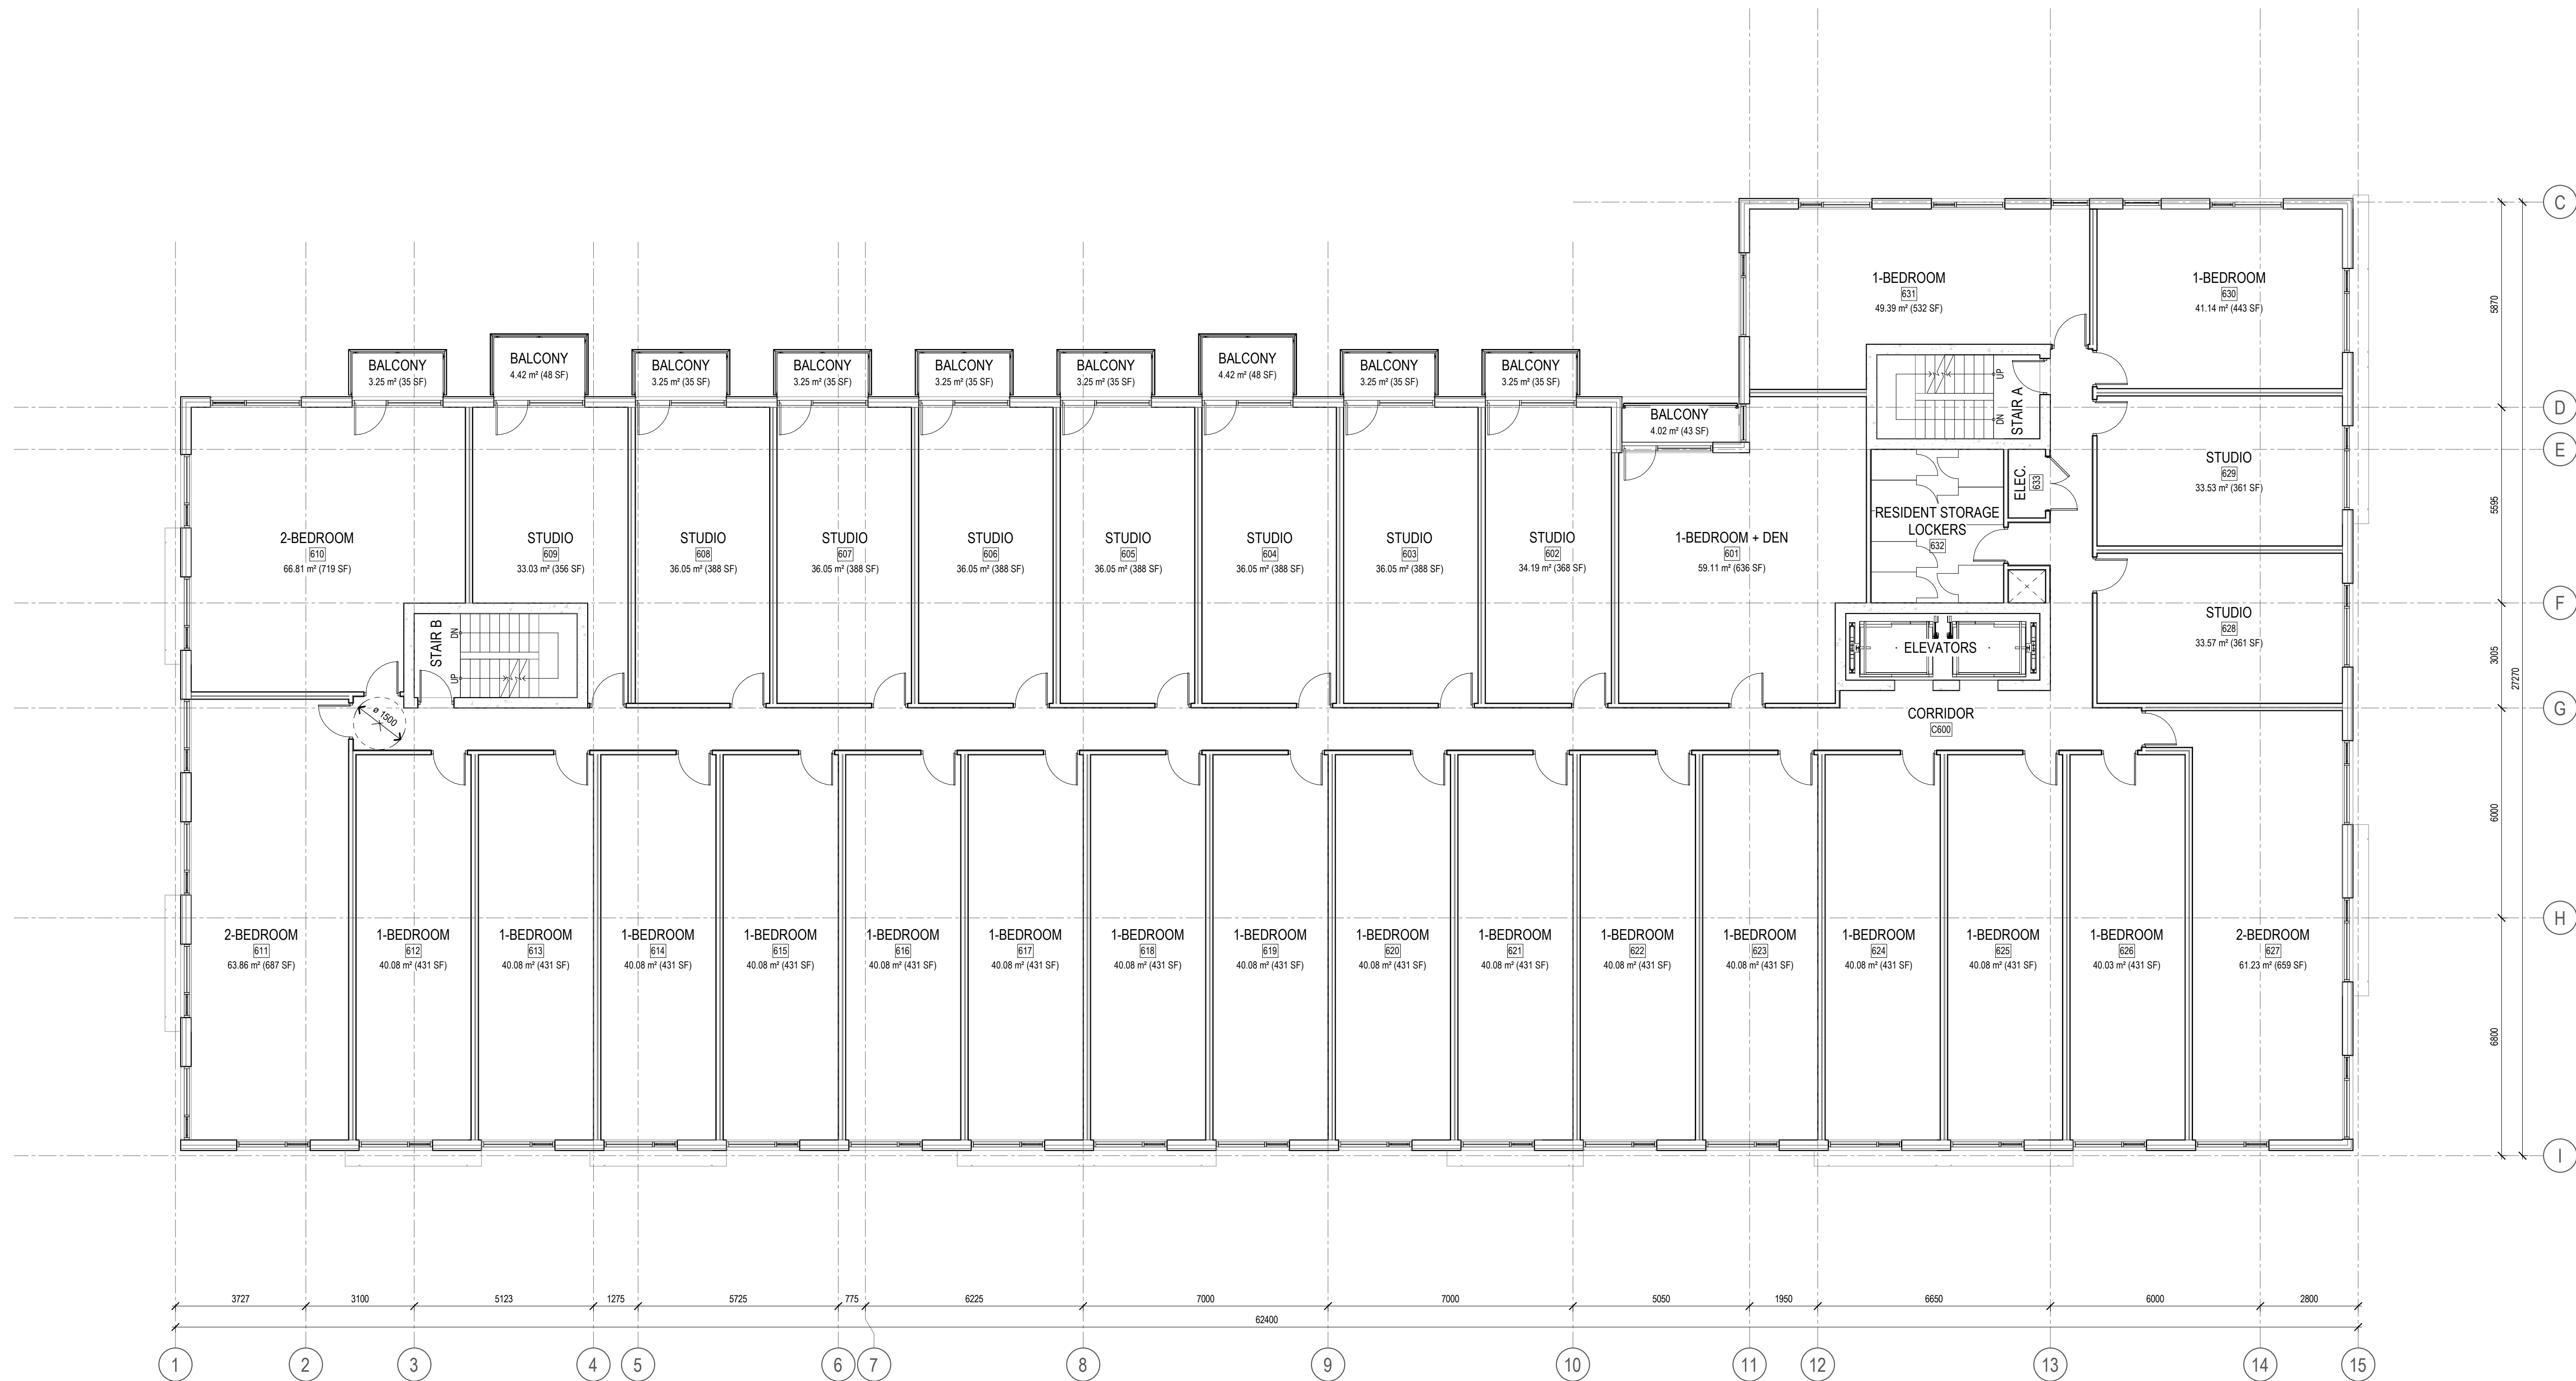 C
1-BEDROOM
631
49.39 m² (532 SF)
1-BEDROOM
630
41.14 m² (443 SF)
5870
BALCONY
3.25 m² (35 SF)
BALCONY
4.42 m² (48 SF)
BALCONY
3.25 m² (35 SF)
BALCONY
3.25 m² (35 SF)
BALCONY
3.25 m² (35 SF)
BALCONY
3.25 m² (35 SF)
BALCONY
4.42 m² (48 SF)
BALCONY
3.25 m² (35 SF)
BALCONY
3.25 m² (35 SF)
BALCONY
4.02 m² (43 SF)
UP
DN
STAIR A
D
E
STUDIO
629
33.53 m² (361 SF)
ELEC.
633
RESIDENT STORAGE
LOCKERS
632
5595
2-BEDROOM
610
66.81 m² (719 SF)
STUDIO
609
33.03 m² (356 SF)
STUDIO
608
36.05 m² (388 SF)
STUDIO
607
36.05 m² (388 SF)
STUDIO
606
36.05 m² (388 SF)
STUDIO
605
36.05 m² (388 SF)
STUDIO
604
36.05 m² (388 SF)
STUDIO
603
36.05 m² (388 SF)
STUDIO
602
34.19 m² (368 SF)
1-BEDROOM + DEN
601
59.11 m² (636 SF)
F
STUDIO
628
33.57 m² (361 SF)
STAIR B
DN
UP
ELEVATORS
3005
27270
ø 1500
CORRIDOR
C600
G
6000
H
2-BEDROOM
611
63.86 m² (687 SF)
1-BEDROOM
612
40.08 m² (431 SF)
1-BEDROOM
613
40.08 m² (431 SF)
1-BEDROOM
614
40.08 m² (431 SF)
1-BEDROOM
615
40.08 m² (431 SF)
1-BEDROOM
616
40.08 m² (431 SF)
1-BEDROOM
617
40.08 m² (431 SF)
1-BEDROOM
618
40.08 m² (431 SF)
1-BEDROOM
619
40.08 m² (431 SF)
1-BEDROOM
620
40.08 m² (431 SF)
1-BEDROOM
621
40.08 m² (431 SF)
1-BEDROOM
622
40.08 m² (431 SF)
1-BEDROOM
623
40.08 m² (431 SF)
1-BEDROOM
624
40.08 m² (431 SF)
1-BEDROOM
625
40.08 m² (431 SF)
1-BEDROOM
626
40.03 m² (431 SF)
2-BEDROOM
627
61.23 m² (659 SF)
6800
I
3727 3100 5123 1275 5725 775 6225 7000 7000 5050 1950 6650 6000 2800
62400
1 2 3 4 5 6 7 8 9 10 11 12 13 14 15